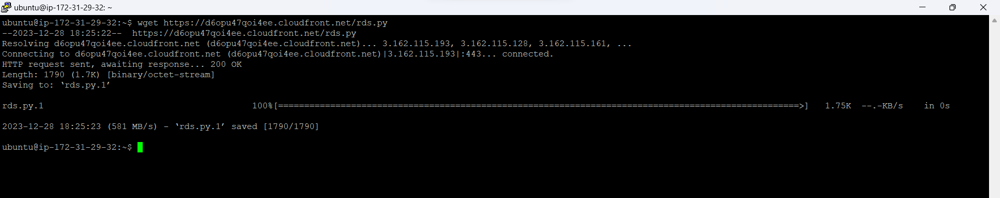 ubuntu@ip-172-31-29-32: ~
ubuntu@ip-172-31-29-32:~$ wget https://d6opu47qoi4ee.cloudfront.net/rds.py
--2023-12-28 18:25:22--  https://d6opu47qoi4ee.cloudfront.net/rds.py
Resolving d6opu47qoi4ee.cloudfront.net (d6opu47qoi4ee.cloudfront.net)... 3.162.115.193, 3.162.115.128, 3.162.115.161, ...
Connecting to d6opu47qoi4ee.cloudfront.net (d6opu47qoi4ee.cloudfront.net)|3.162.115.193|:443... connected.
HTTP request sent, awaiting response... 200 OK
Length: 1790 (1.7K) [binary/octet-stream]
Saving to: ‘rds.py.1’
rds.py.1                                        100%[====================================================================================================>]   1.75K  --.-KB/s    in 0s
2023-12-28 18:25:23 (581 MB/s) - ‘rds.py.1’ saved [1790/1790]
ubuntu@ip-172-31-29-32:~$